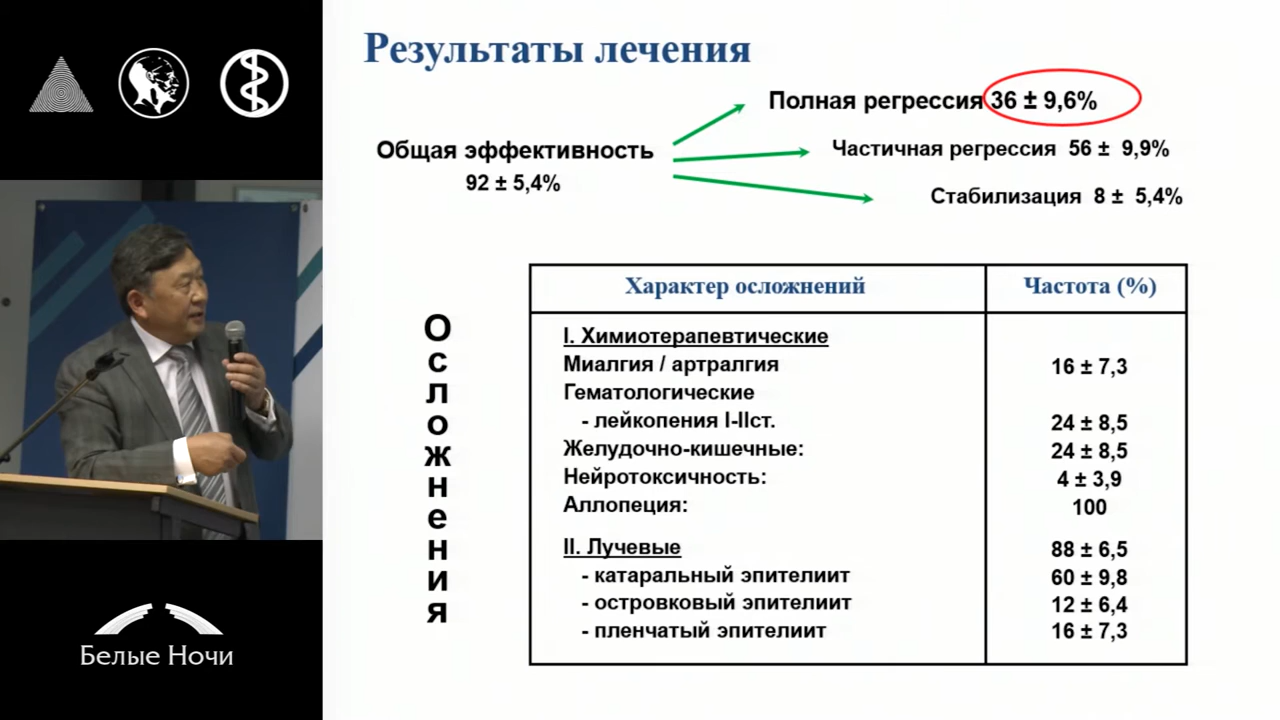 Результаты лечения
Полная регрессия 36 ± 9,6%
Общая эффективность
92 ± 5,4%
Частичная регрессия 56 ± 9,9%
Стабилизация 8 ± 5,4%
Осложнения
Характер осложнений Частота (%)
I. Химиотерапевтические
Миалгия / артралгия 16 ± 7,3
Гематологические
- лейкопения I-IIст. 24 ± 8,5
Желудочно-кишечные: 24 ± 8,5
Нейротоксичность: 4 ± 3,9
Аллопеция: 100
II. Лучевые 88 ± 6,5
- катаральный эпителиит 60 ± 9,8
- островковый эпителиит 12 ± 6,4
- пленчатый эпителиит 16 ± 7,3
Белые Ночи